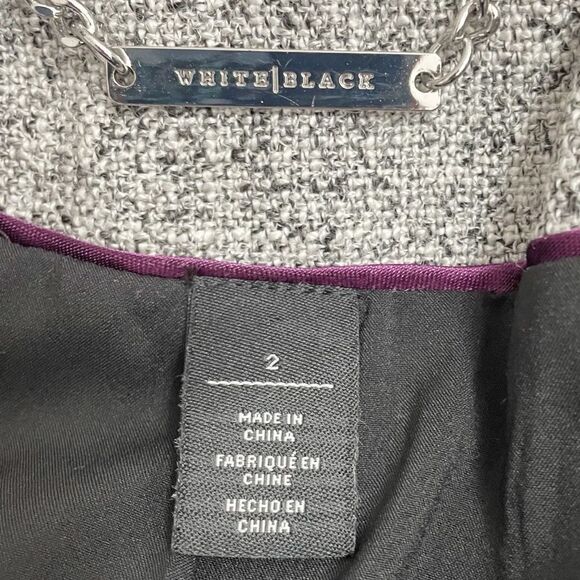 WHITE|BLACK
2
MADE IN
CHINA
FABRIQUÉ EN
CHINE
HECHO EN
CHINA